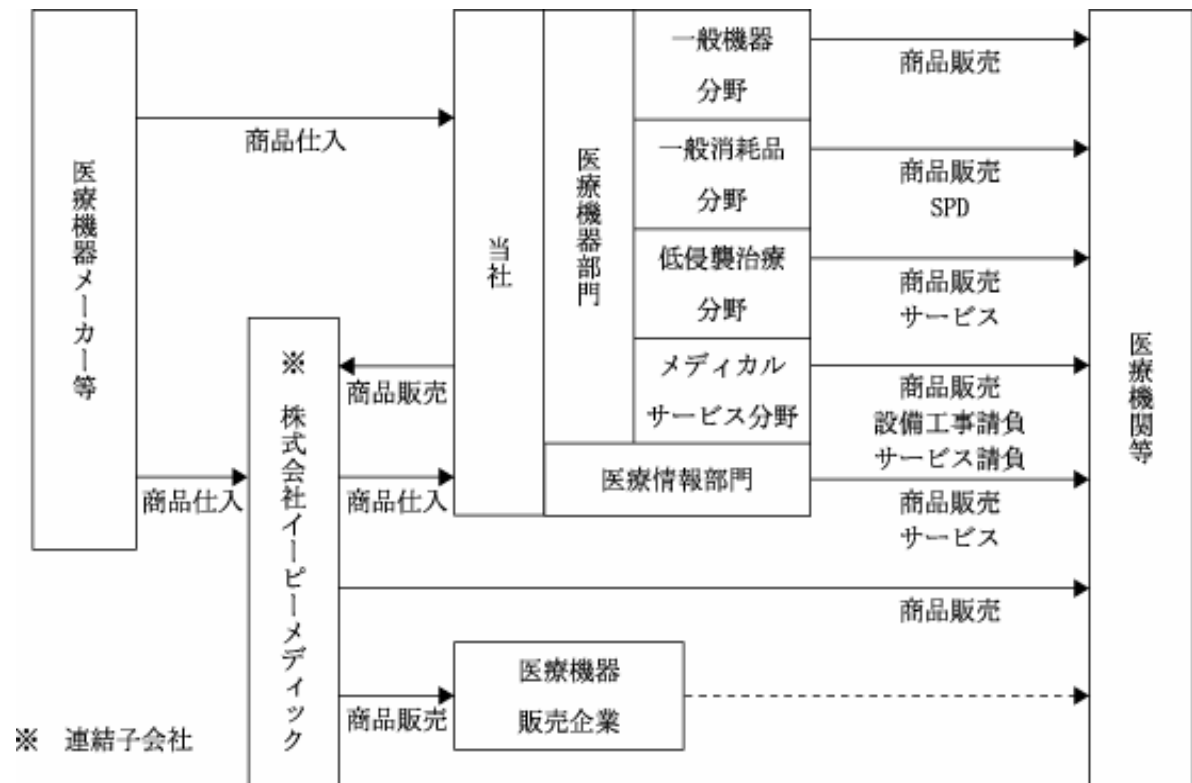 医療機器メーカー等
商品仕入
商品仕入
※ 株式会社イーピーメディック
商品販売
商品仕入
当社
医療機器部門
一般機器
分野
一般消耗品
分野
低侵襲治療
分野
メディカル
サービス分野
医療情報部門
商品販売
商品販売
SPD
商品販売
サービス
商品販売
設備工事請負
サービス請負
商品販売
サービス
商品販売
商品販売
医療機器
販売企業
医療機関等
※ 連結子会社